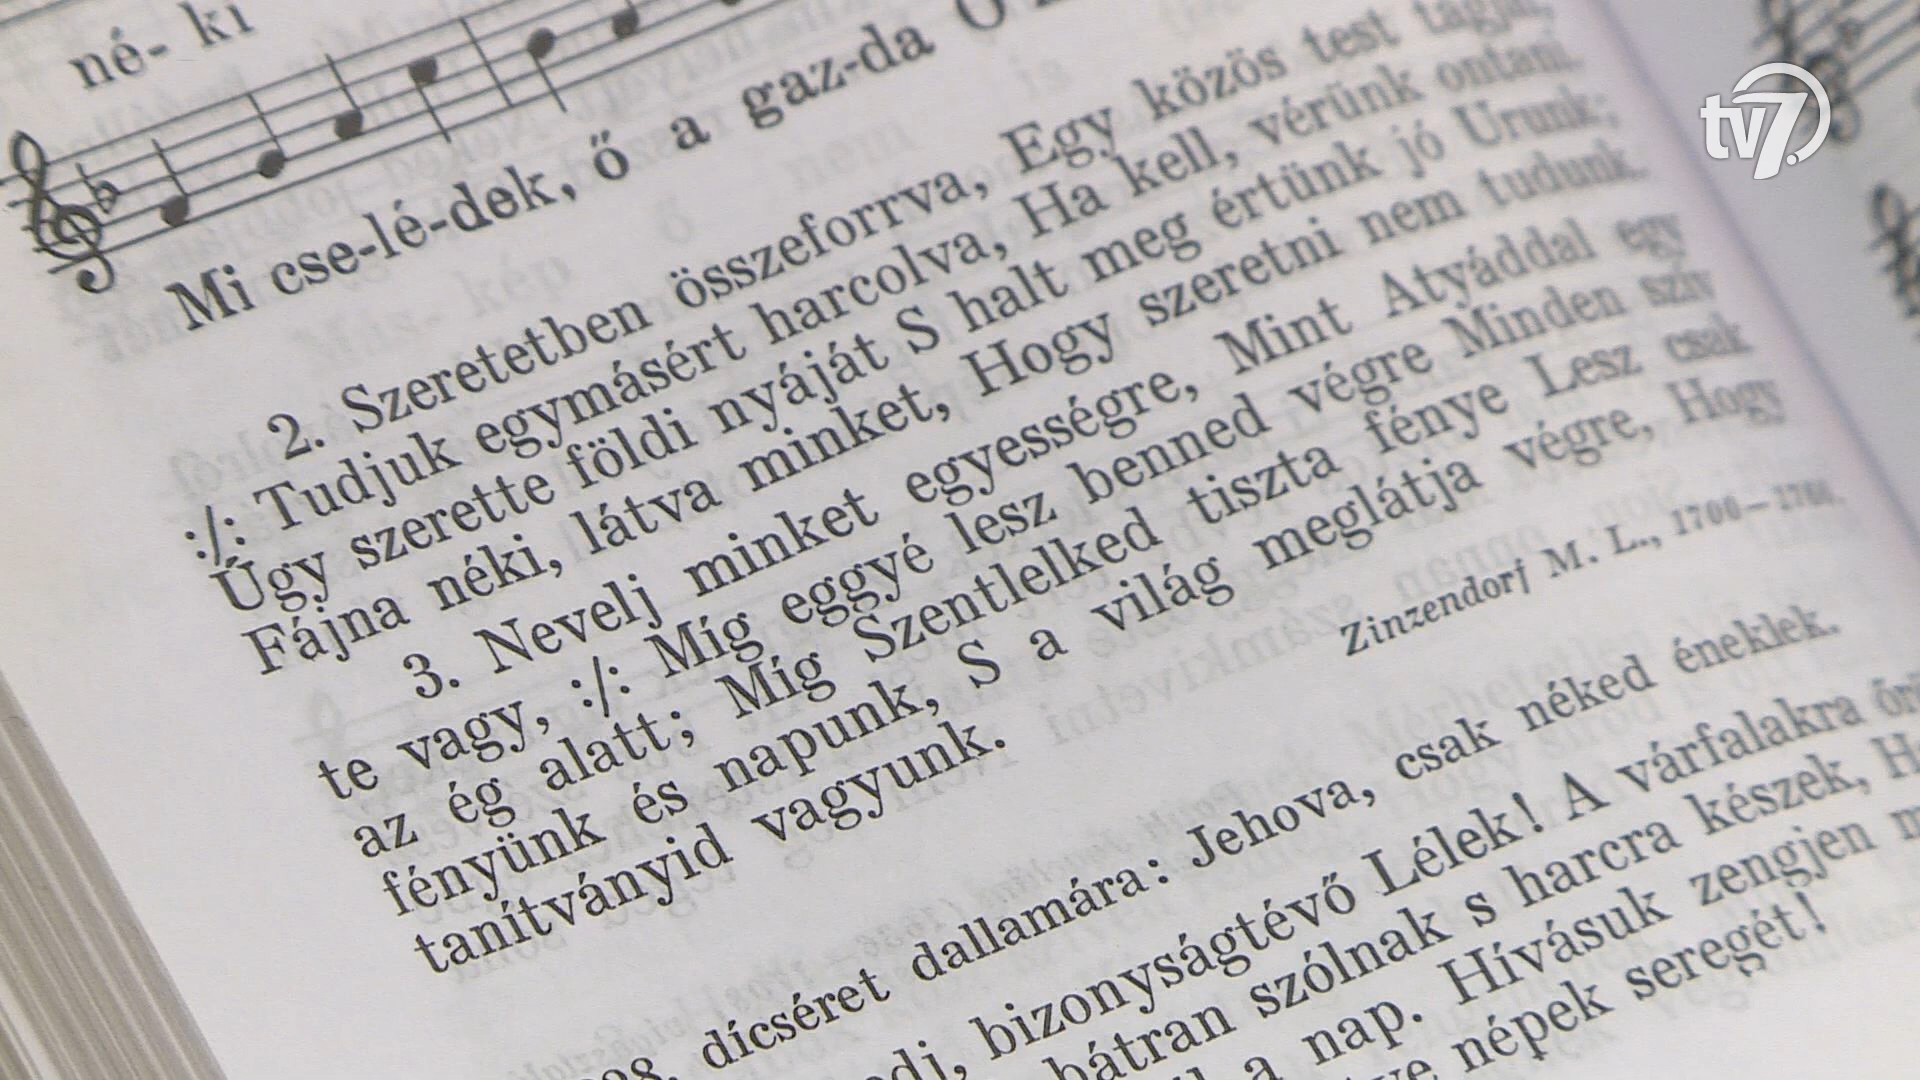 né- ki
tv7.
Mi cse-lé-dek, ő a gaz-da Ő
2. Szeretetben összeforrva, Egy közös test tagjai,
:/: Tudjuk egymásért harcolva, Ha kell, vérünk ontani.
Úgy szerette földi nyáját S halt meg értünk jó Urunk;
Fájna néki, látva minket, Hogy szeretni nem tudunk.
3. Nevelj minket egyességre, Mint Atyáddal egy
te vagy, :/: Míg eggyé lesz benned végre Minden szív
az ég alatt; Míg Szentlelked tiszta fénye Lesz csak
fényünk és napunk, S a világ meglátja végre, Hogy
tanítványid vagyunk.
Zinzendorf M. L., 1700—1760.
dícséret dallamára: Jehova, csak néked éneklek.
bizonyságtévő Lélek! A várfalakra
bátran szólnak s harcra készek,
a nap. Hívásuk zengjen
népek seregét!